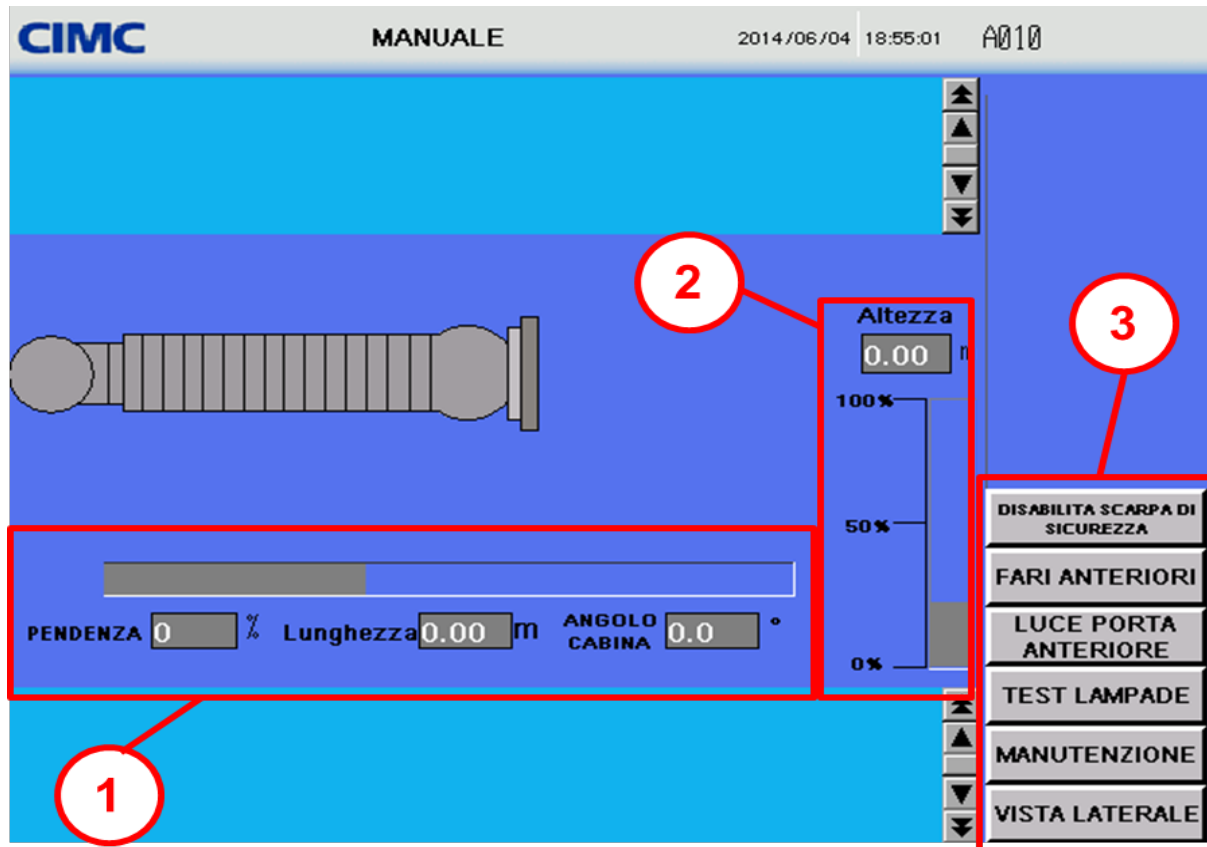 CIMC MANUALE 2014/06/04 18:55:01 A010
2
3
Altezza
0.00 m
100%
50%
0%
PENDENZA 0 % Lunghezza 0.00 m ANGOLO CABINA 0.0 °
1
DISABILITA SCARPA DI
SICUREZZA
FARI ANTERIORI
LUCE PORTA
ANTERIORE
TEST LAMPADE
MANUTENZIONE
VISTA LATERALE